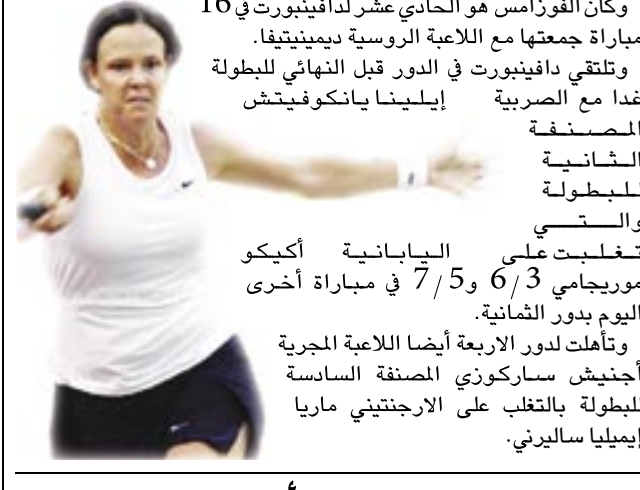 وكان الفوز امس هو الحادي عشر لدافينبورت في 16
مباراة جمعتها مع اللاعبة الروسية ديمينيتيفا.
وتلتقي دافينبورت في الدور قبل النهائي للبطولة
غدا مع الصربية إيلينا يانكوفيتش
المصنفة
الثانية
للبطولة
والتي
تغلبت على اليابانية أكيكو
موريجامي 6/3 و7/5 في مباراة أخرى
اليوم بدور الثمانية.
وتأهلت لدور الاربعة أيضا اللاعبة المجرية
أجنيش ساركوزي المصنفة السادسة
للبطولة بالتغلب على الارجنتيني ماريا
إيميليا ساليرني.